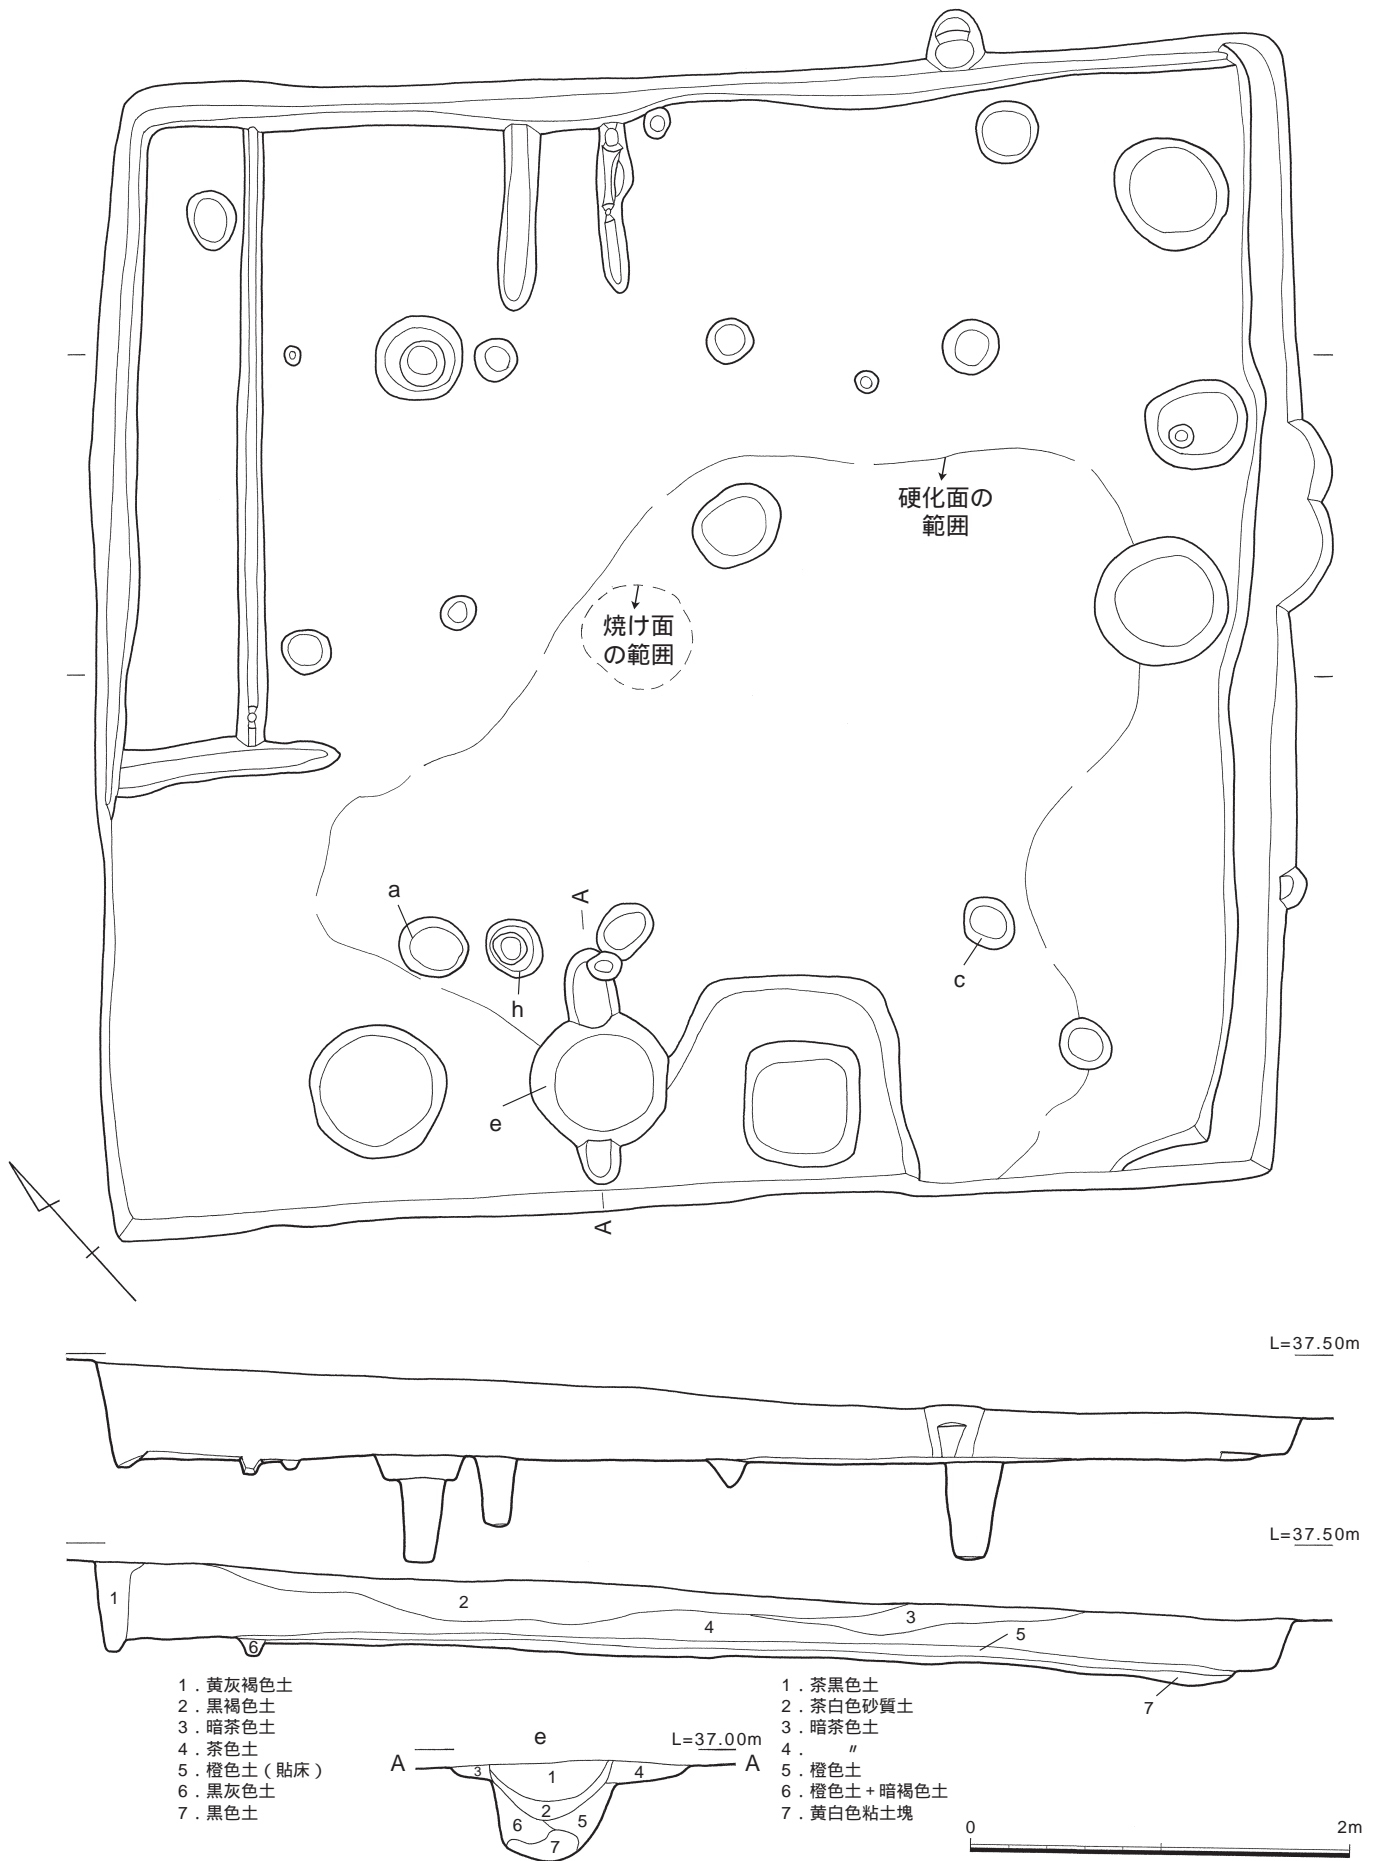 硬化面の
範囲
焼け面
の範囲
a
A
h
c
e
A
L=37.50m
L=37.50m
1
2
3
4
5
6
7
1．黄灰褐色土
2．黒褐色土
3．暗茶色土
4．茶色土
5．橙色土（貼床）
6．黒灰色土
7．黒色土
e
L=37.00m
A
A
3
1
4
2
6
5
7
1．茶黒色土
2．茶白色砂質土
3．暗茶色土
4． 〃
5．橙色土
6．橙色土+暗褐色土
7．黄白色粘土塊
0
2m